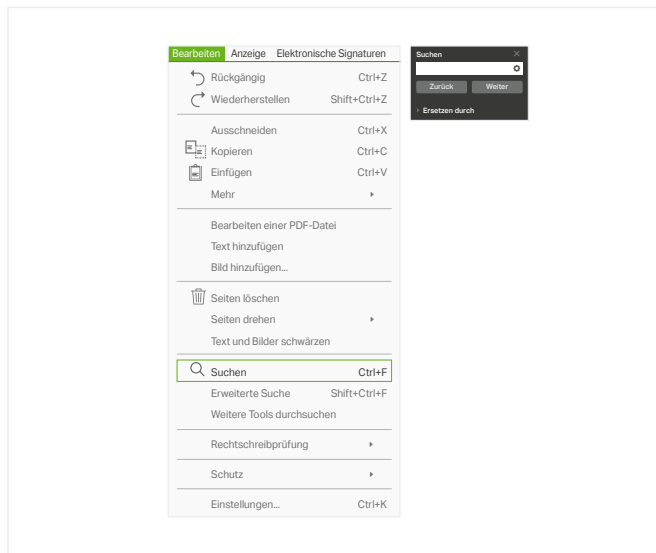 Bearbeiten Anzeige Elektronische Signaturen
Rückgängig Ctrl+Z
Wiederherstellen Shift+Ctrl+Z
Ausschneiden Ctrl+X
Kopieren Ctrl+C
Einfügen Ctrl+V
Mehr
Bearbeiten einer PDF-Datei
Text hinzufügen
Bild hinzufügen...
Seiten löschen
Seiten drehen
Text und Bilder schwärzen
Suchen Ctrl+F
Erweiterte Suche Shift+Ctrl+F
Weitere Tools durchsuchen
Rechtschreibprüfung
Schutz
Einstellungen... Ctrl+K
Suchen
Zurück Weiter
Ersetzen durch